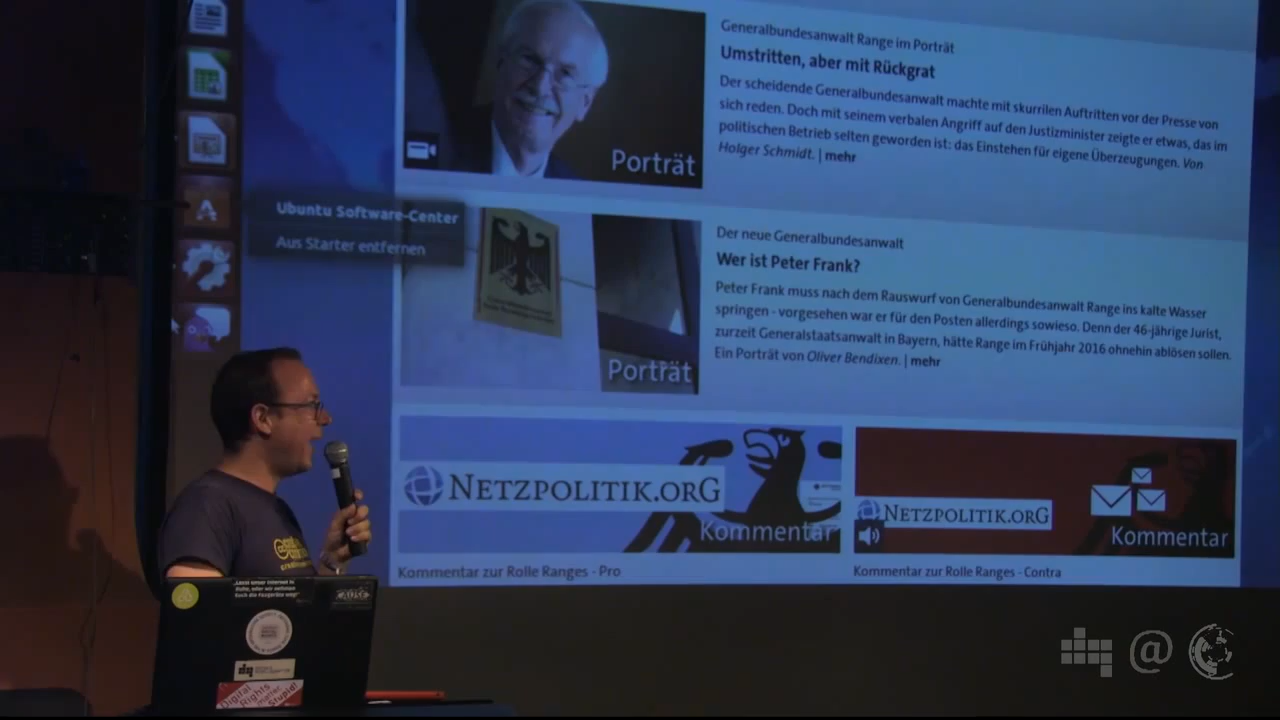 Generalbundesanwalt Range im Porträt
Umstritten, aber mit Rückgrat
Der scheidende Generalbundesanwalt machte mit skurrilen Auftritten vor der Presse von
sich reden. Doch mit seinem verbalen Angriff auf den Justizminister zeigte er etwas, das im
politischen Betrieb selten geworden ist: das Einstehen für eigene Überzeugungen. Von
Holger Schmidt. | mehr
Porträt
Ubuntu Software-Center
Aus Starter entfernen
Der neue Generalbundesanwalt
Wer ist Peter Frank?
Peter Frank muss nach dem Rauswurf von Generalbundesanwalt Range ins kalte Wasser
springen - vorgesehen war er für den Posten allerdings sowieso. Denn der 46-jährige Jurist,
zurzeit Generalstaatsanwalt in Bayern, hätte Range im Frühjahr 2016 ohnehin ablösen sollen.
Ein Porträt von Oliver Bendixen. | mehr
Porträt
NETZPOLITIK.ORG
Kommentar
NETZPOLITIK.ORG
Kommentar
Kommentar zur Rolle Ranges - Pro
Kommentar zur Rolle Ranges - Contra
CAUSE
dq
Digital
Rights
Stupid!
@